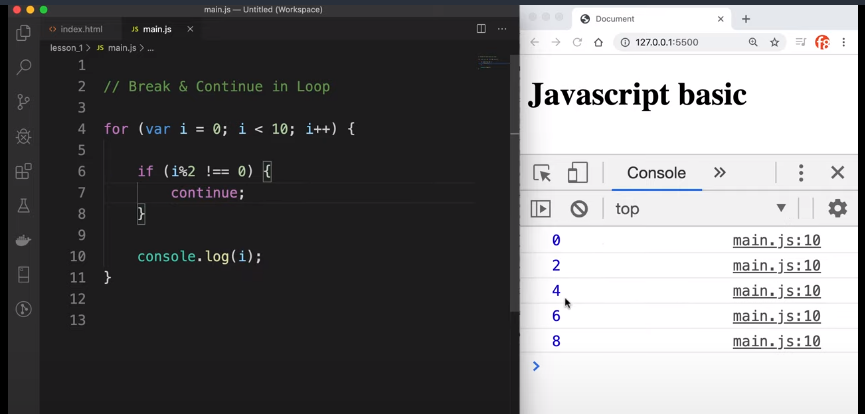 main.js — Untitled (Workspace)
index.html
JS main.js
lesson_1 > JS main.js > ...
1
2 // Break & Continue in Loop
3
4 for (var i = 0; i < 10; i++) {
5
6 if (i%2 !== 0) {
7 continue;
8 }
9
10 console.log(i);
11 }
12
13
Document
127.0.0.1:5500
Javascript basic
Console
top
0 main.js:10
2 main.js:10
4 main.js:10
6 main.js:10
8 main.js:10